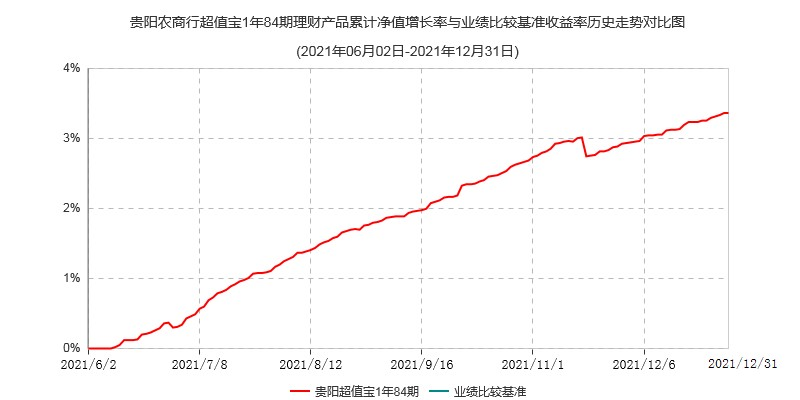 贵阳农商行超值宝1年84期理财产品累计净值增长率与业绩比较基准收益率历史走势对比图
(2021年06月02日-2021年12月31日)
4%
3%
2%
1%
0%
2021/6/2 2021/7/8 2021/8/12 2021/9/16 2021/11/1 2021/12/6 2021/12/31
贵阳超值宝1年84期 业绩比较基准